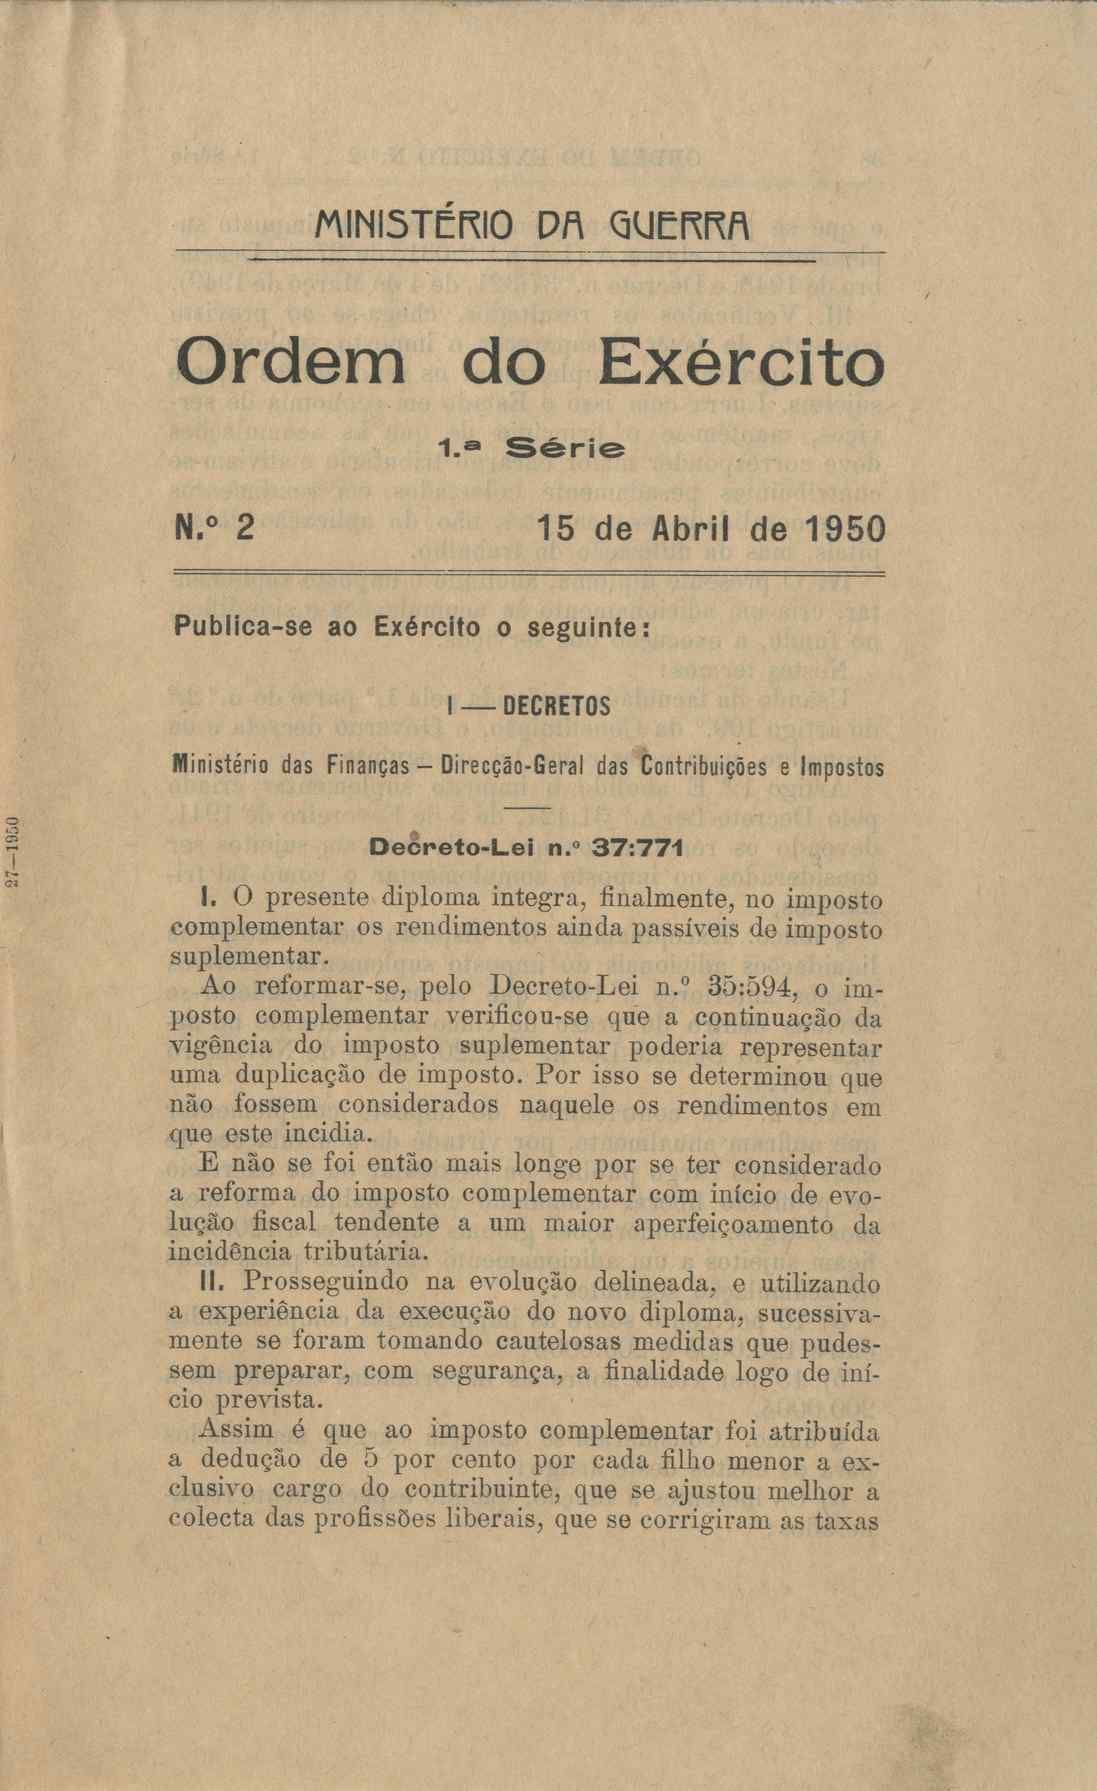 MINISTÉRIO DA GUERRA
Ordem do Exército
1.ª Série
N.º 2 15 de Abril de 1950
Publica-se ao Exército o seguinte:
I — DECRETOS
Ministério das Finanças — Direcção-Geral das Contribuições e Impostos
Decreto-Lei n.º 37:771
I. O presente diploma integra, finalmente, no imposto
complementar os rendimentos ainda passíveis de imposto
suplementar.
Ao reformar-se, pelo Decreto-Lei n.º 35:594, o im-
posto complementar verificou-se que a continuação da
vigência do imposto suplementar poderia representar
uma duplicação de imposto. Por isso se determinou que
não fossem considerados naquele os rendimentos em
que este incidia.
E não se foi então mais longe por se ter considerado
a reforma do imposto complementar com início de evo-
lução fiscal tendente a um maior aperfeiçoamento da
incidência tributária.
II. Prosseguindo na evolução delineada, e utilizando
a experiência da execução do novo diploma, sucessiva-
mente se foram tomando cautelosas medidas que pudes-
sem preparar, com segurança, a finalidade logo de iní-
cio prevista.
Assim é que ao imposto complementar foi atribuída
a dedução de 5 por cento por cada filho menor a ex-
clusivo cargo do contribuinte, que se ajustou melhor a
colecta das profissões liberais, que se corrigiram as taxas
27—1950